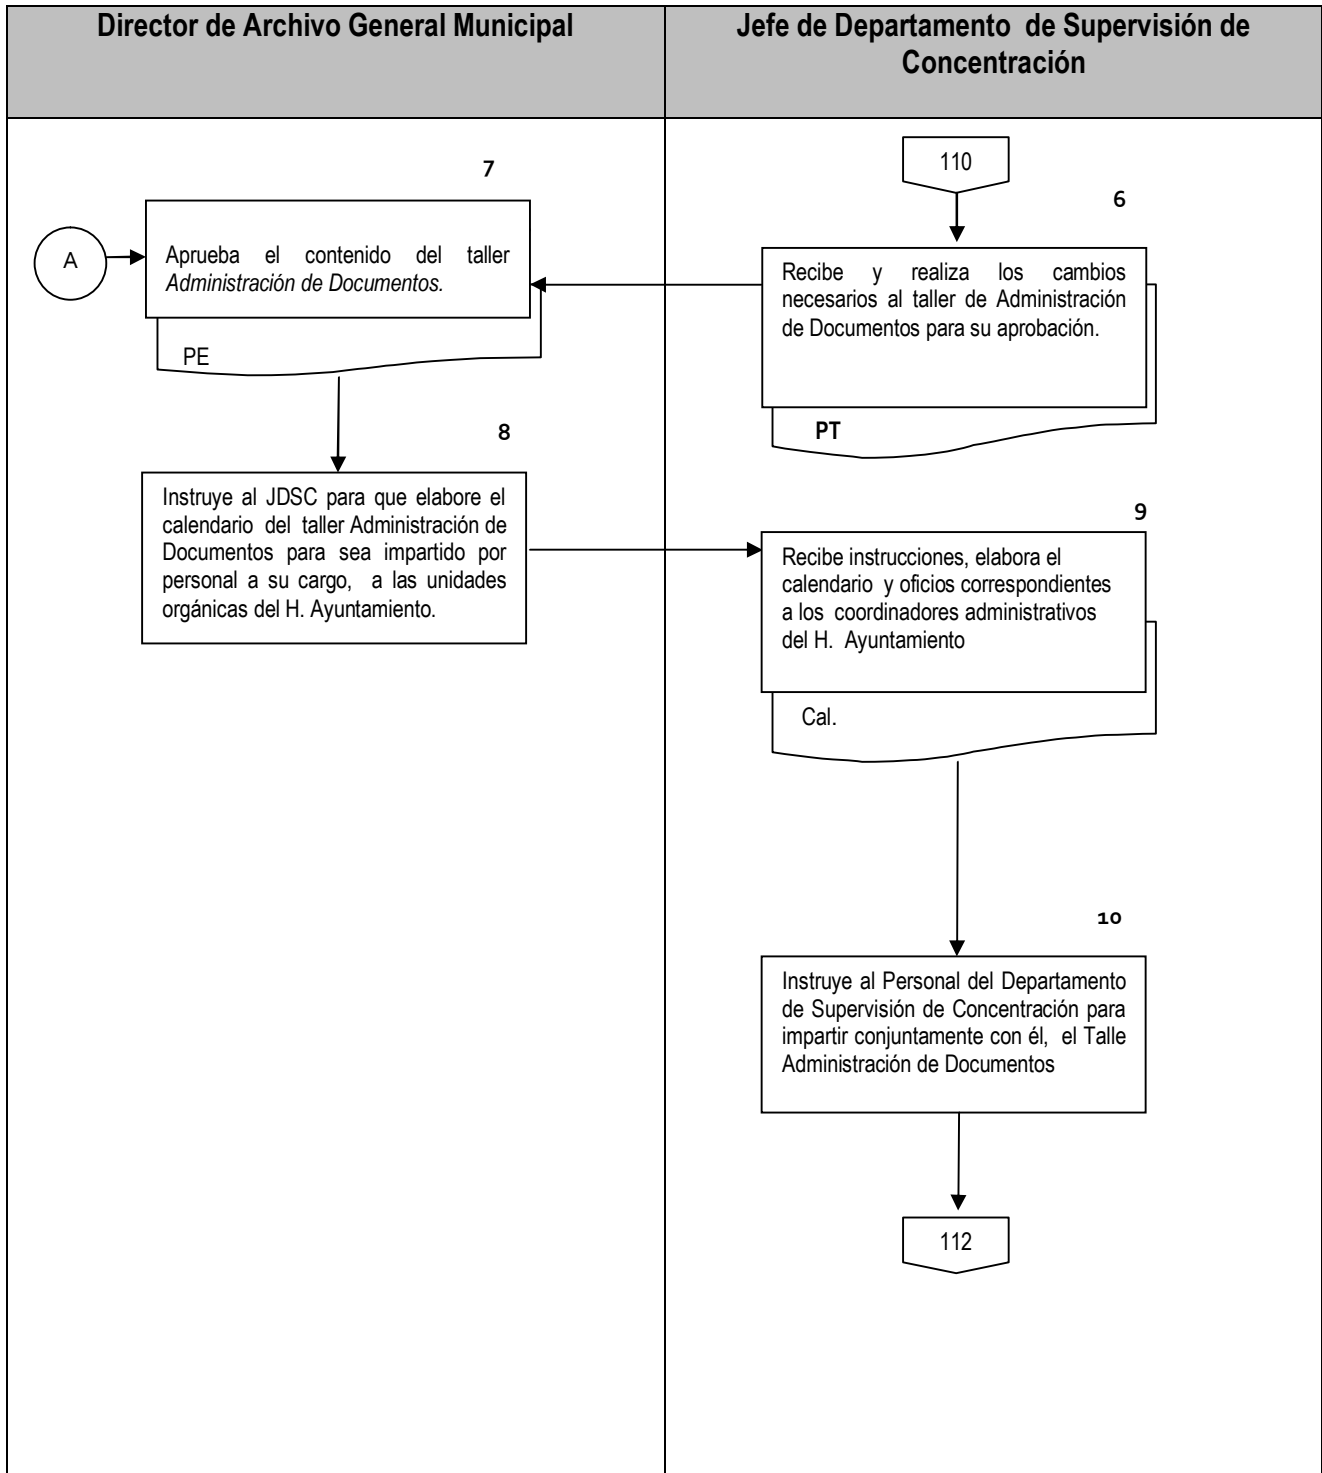 Director de Archivo General Municipal
Jefe de Departamento de Supervisión de
Concentración
110
6
Recibe y realiza los cambios
necesarios al taller de Administración
de Documentos para su aprobación.
PT
7
A
Aprueba el contenido del taller
Administración de Documentos.
PE
8
Instruye al JDSC para que elabore el
calendario del taller Administración de
Documentos para sea impartido por
personal a su cargo, a las unidades
orgánicas del H. Ayuntamiento.
9
Recibe instrucciones, elabora el
calendario y oficios correspondientes
a los coordinadores administrativos
del H. Ayuntamiento
Cal.
10
Instruye al Personal del Departamento
de Supervisión de Concentración para
impartir conjuntamente con él, el Talle
Administración de Documentos
112